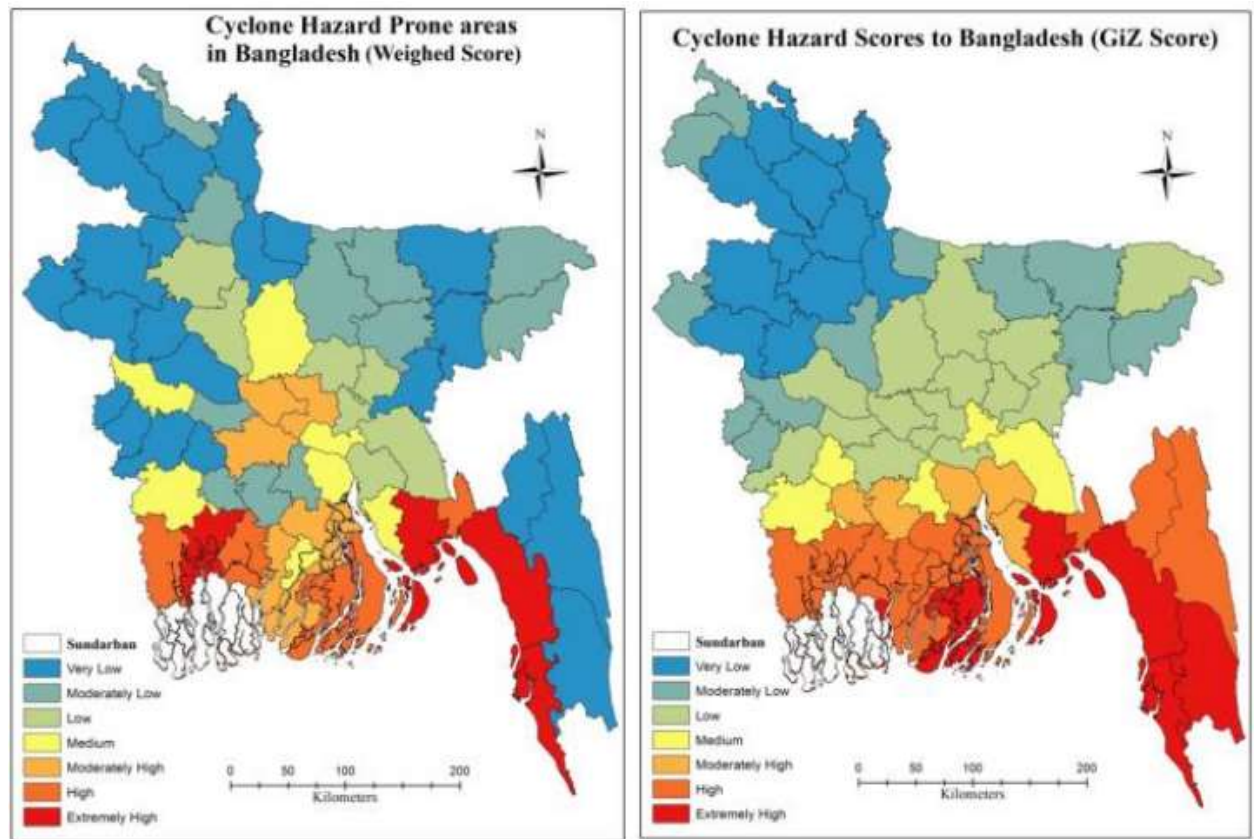 Cyclone Hazard Prone areas
in Bangladesh (Weighed Score)
N
Sundarban
Very Low
Moderately Low
Low
Medium
Moderately High
High
Extremely High
0 50 100 200
Kilometers
Cyclone Hazard Scores to Bangladesh (GiZ Score)
N
Sundarban
Very Low
Moderately Low
Low
Medium
Moderately High
High
Extremely High
0 50 100 200
Kilometers